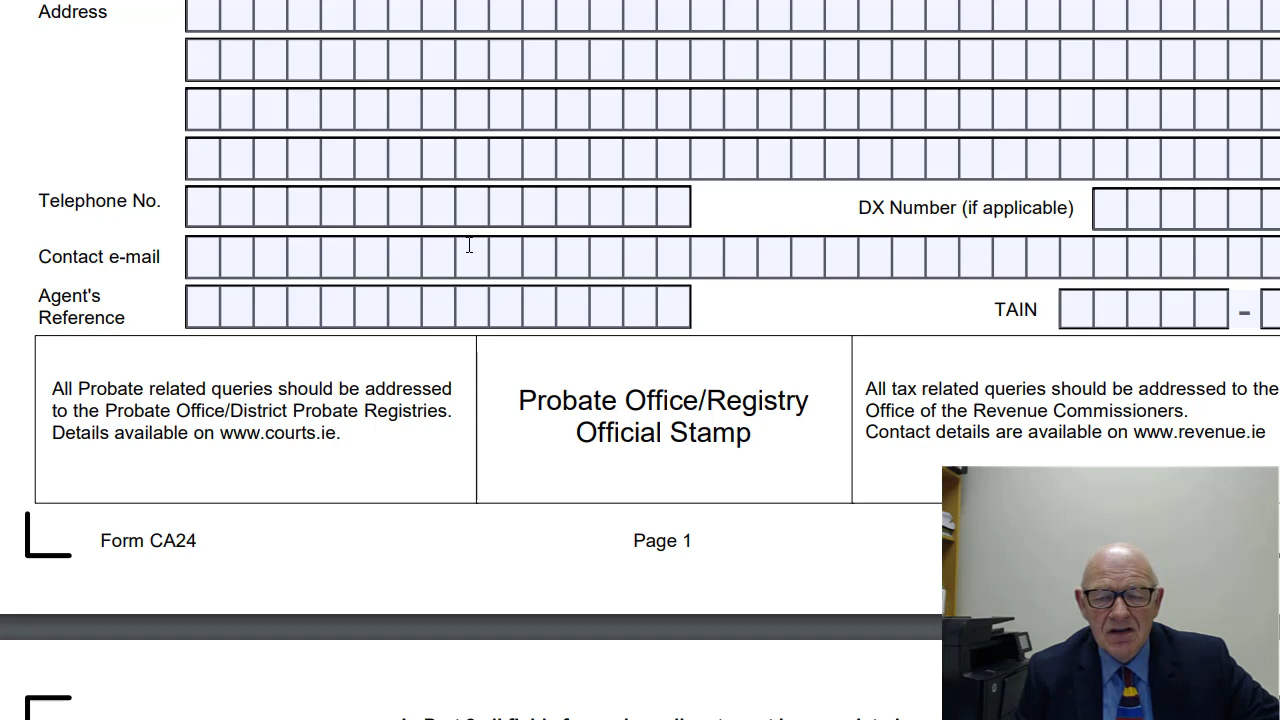 Address
Telephone No.
DX Number (if applicable)
Contact e-mail
Agent's
Reference
TAIN
-
All Probate related queries should be addressed
to the Probate Office/District Probate Registries.
Details available on www.courts.ie.
Probate Office/Registry
Official Stamp
All tax related queries should be addressed to the
Office of the Revenue Commissioners.
Contact details are available on www.revenue.ie
Form CA24
Page 1